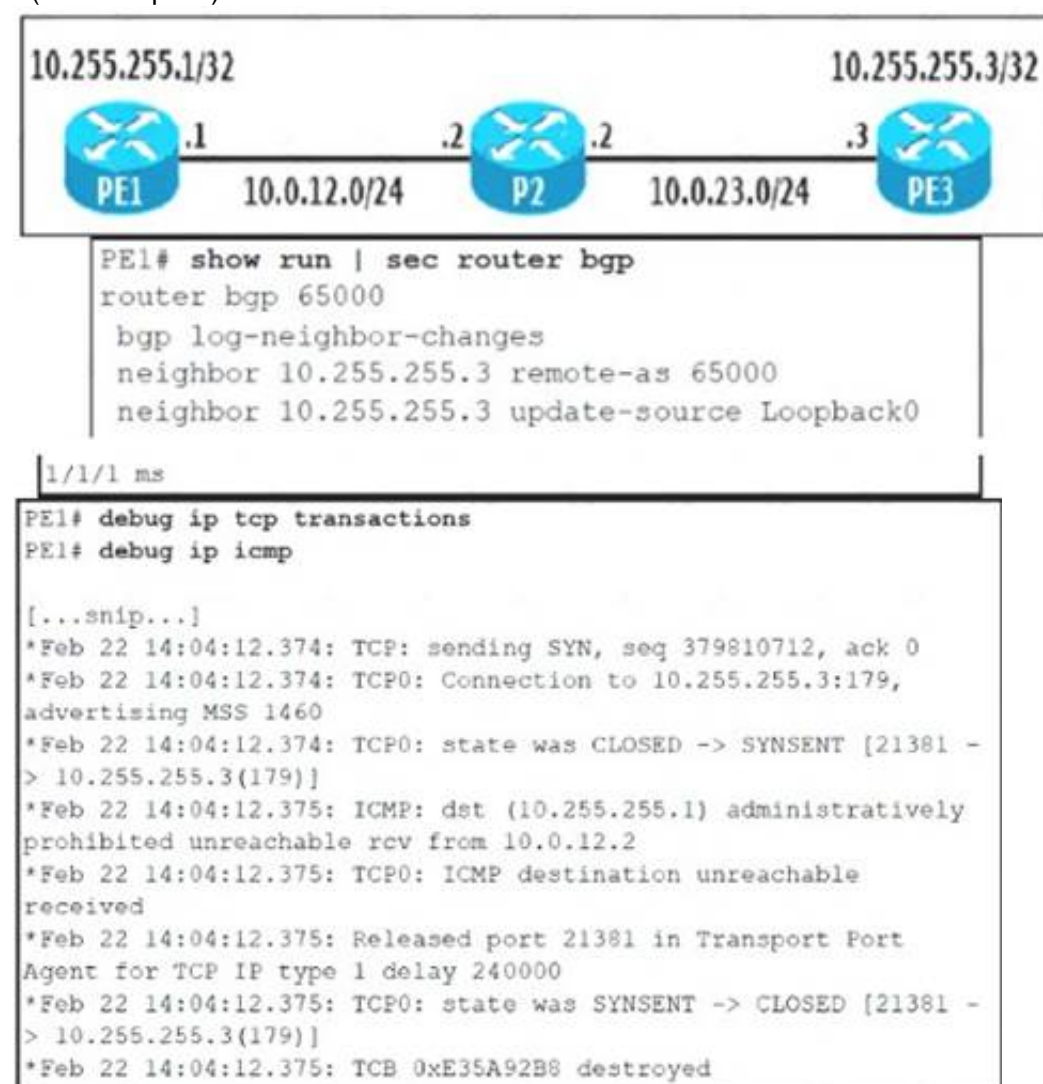 10.255.255.1/32
10.255.255.3/32
.1
.2
.2
.3
PE1
10.0.12.0/24
P2
10.0.23.0/24
PE3
PE1# show run | sec router bgp
router bgp 65000
bgp log-neighbor-changes
neighbor 10.255.255.3 remote-as 65000
neighbor 10.255.255.3 update-source Loopback0
1/1/1 ms
PE1# debug ip tcp transactions
PE1# debug ip icmp
[...snip...]
*Feb 22 14:04:12.374: TCP: sending SYN, seq 379810712, ack 0
*Feb 22 14:04:12.374: TCP0: Connection to 10.255.255.3:179,
advertising MSS 1460
*Feb 22 14:04:12.374: TCP0: state was CLOSED -> SYNSENT [21381 -
> 10.255.255.3(179)]
*Feb 22 14:04:12.375: ICMP: dst (10.255.255.1) administratively
prohibited unreachable rcv from 10.0.12.2
*Feb 22 14:04:12.375: TCP0: ICMP destination unreachable
received
*Feb 22 14:04:12.375: Released port 21381 in Transport Port
Agent for TCP IP type 1 delay 240000
*Feb 22 14:04:12.375: TCP0: state was SYNSENT -> CLOSED [21381 -
> 10.255.255.3(179)]
*Feb 22 14:04:12.375: TCB 0xE35A92B8 destroyed